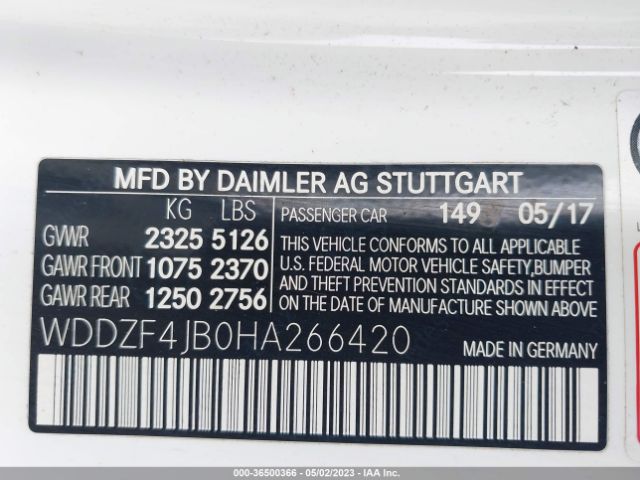 MFD BY DAIMLER AG STUTTGART
KG LBS
GVWR 2325 5126
GAWR FRONT 1075 2370
GAWR REAR 1250 2756
PASSENGER CAR 149 05/17
THIS VEHICLE CONFORMS TO ALL APPLICABLE
U.S. FEDERAL MOTOR VEHICLE SAFETY,BUMPER
AND THEFT PREVENTION STANDARDS IN EFFECT
ON THE DATE OF MANUFACTURE SHOWN ABOVE.
WDDZF4JB0HA266420 MADE IN GERMANY
000-36500366 - 05/02/2023 - IAA Inc.